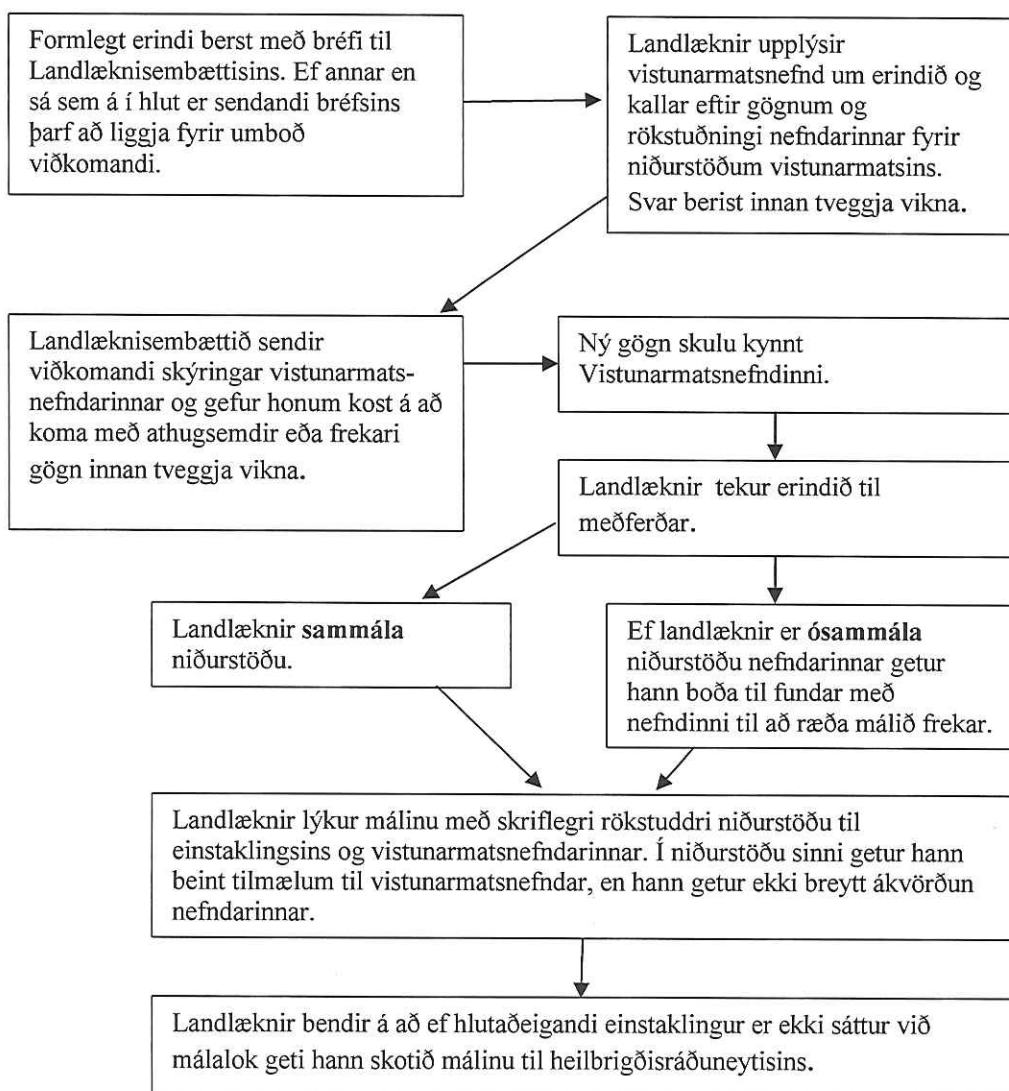 Formlegt erindi berst með bréfi til
Landlæknisembættisins. Ef annar en
sá sem á í hlut er sendandi bréfsins
þarf að liggja fyrir umboð
viðkomandi.
Landlæknir upplýsir
vistunarmatsnefnd um erindið og
kallar eftir gögnum og
rökstuðningi nefndarinnar fyrir
niðurstöðum vistunarmatsins.
Svar berist innan tveggja vikna.
Landlæknisembættið sendir
viðkomandi skýringar vistunarmats-
nefndarinnar og gefur honum kost á að
koma með athugsemdir eða frekari
gögn innan tveggja vikna.
Ný gögn skulu kynnt
Vistunarmatsnefndinni.
Landlæknir tekur erindið til
meðferðar.
Landlæknir sammála
niðurstöðu.
Ef landlæknir er ósammála
niðurstöðu nefndarinnar getur
hann boða til fundar með
nefndinni til að ræða málið frekar.
Landlæknir lýkur málinu með skriflegri rökstuddri niðurstöðu til
einstaklingsins og vistunarmatsnefndarinnar. Í niðurstöðu sinni getur hann
beint tilmælum til vistunarmatsnefndar, en hann getur ekki breytt ákvörðun
nefndarinnar.
Landlæknir bendir á að ef hlutaðeigandi einstaklingur er ekki sáttur við
málalok geti hann skotið málinu til heilbrigðisráðuneytisins.